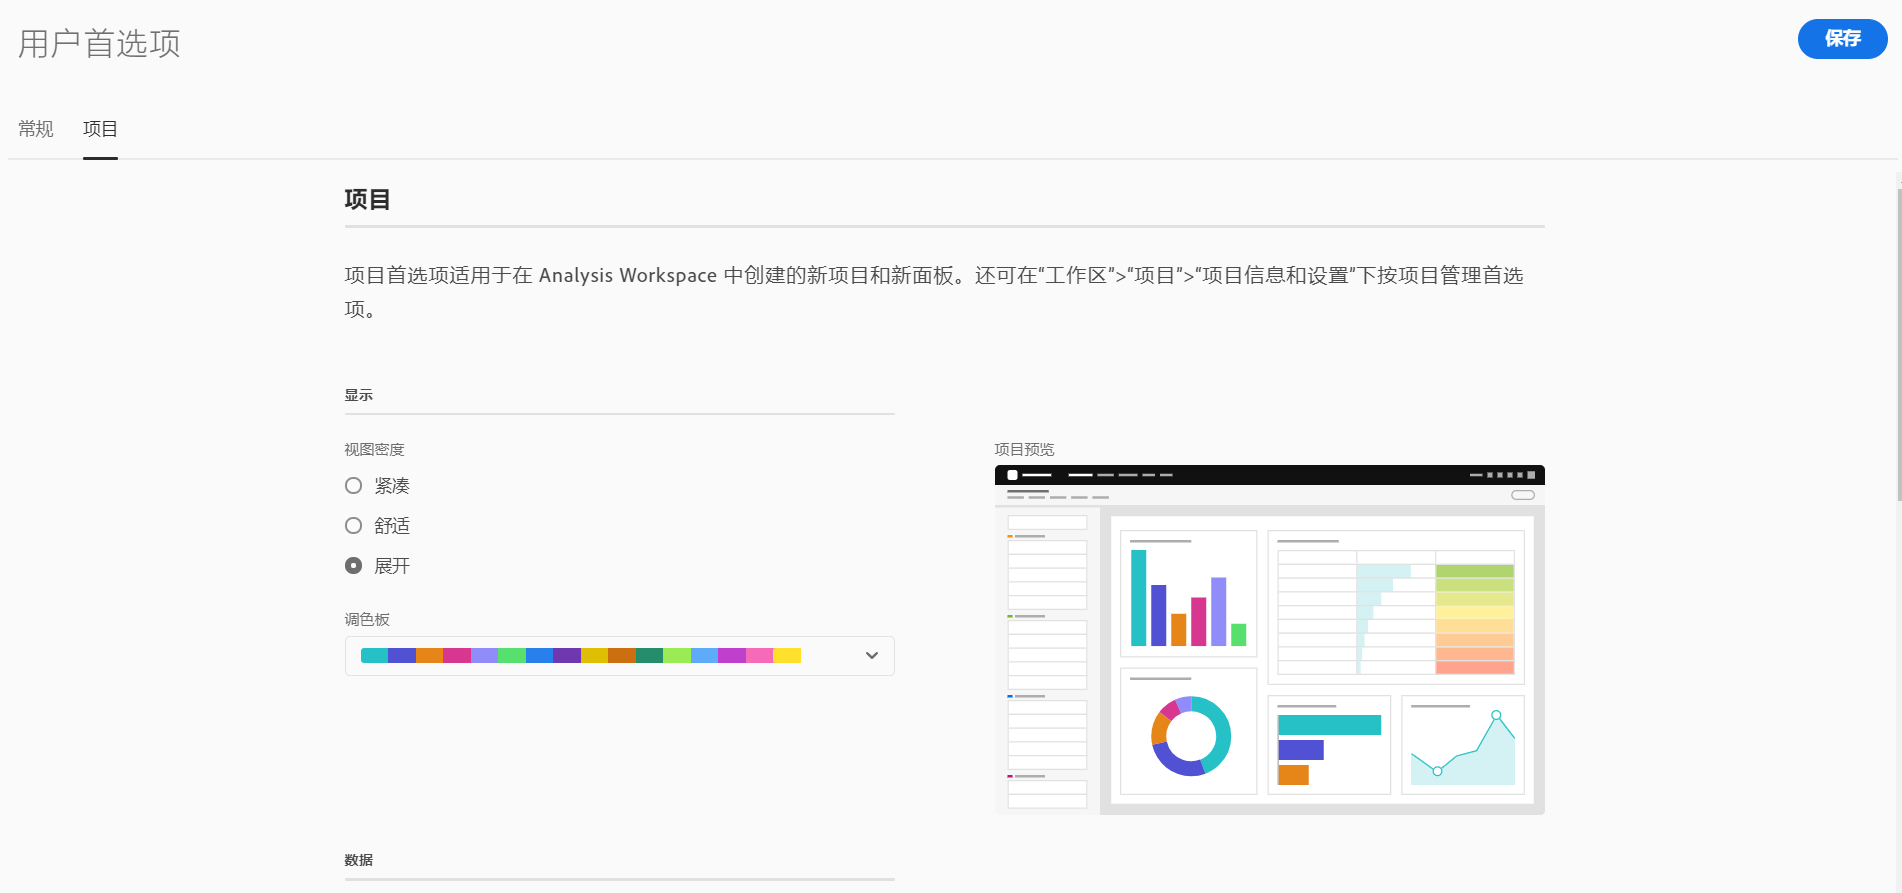 用户首选项
保存
常规
项目
项目
项目首选项适用于在 Analysis Workspace 中创建的新项目和新面板。还可在“工作区”>“项目”>“项目信息和设置”下按项目管理首选
项。
显示
视图密度
项目预览
紧凑
舒适
展开
调色板
数据